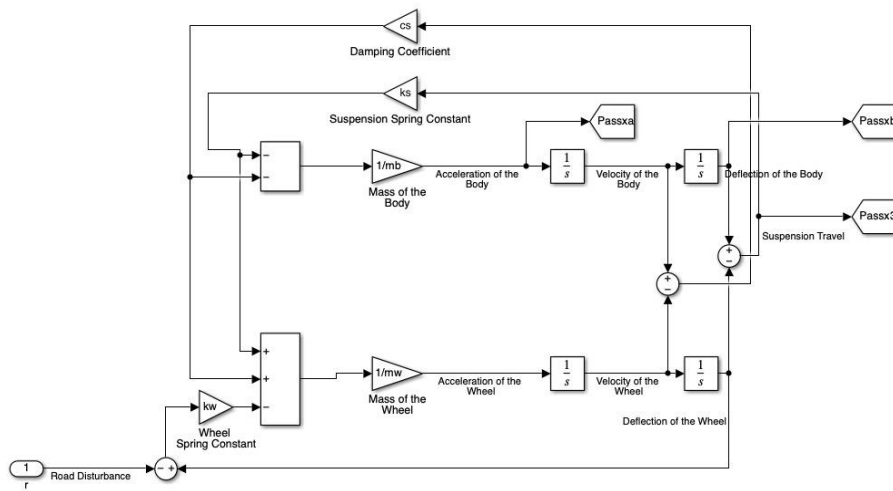 cs
Damping Coefficient
ks
Suspension Spring Constant
Passxa
Passxb
−
−
1/mb
Mass of the
Body
Acceleration of the
Body
1
s
Velocity of the
Body
1
s
Deflection of the Body
Passx3
Suspension Travel
+
−
+
−
+
+
−
1/mw
Mass of the
Wheel
Acceleration of the
Wheel
1
s
Velocity of the
Wheel
1
s
Deflection of the Wheel
kw
Wheel
Spring Constant
1
r
Road Disturbance
− +